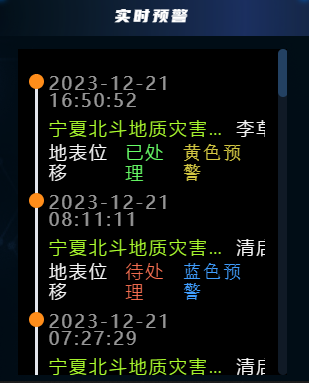 实时预警
2023-12-21
16:50:52
宁夏北斗地质灾害... 李
地表位 已处 黄色预
移 理 警
2023-12-21
08:11:11
宁夏北斗地质灾害... 清
地表位 待处 蓝色预
移 理 警
2023-12-21
07:27:29
宁夏北斗地质灾害... 清